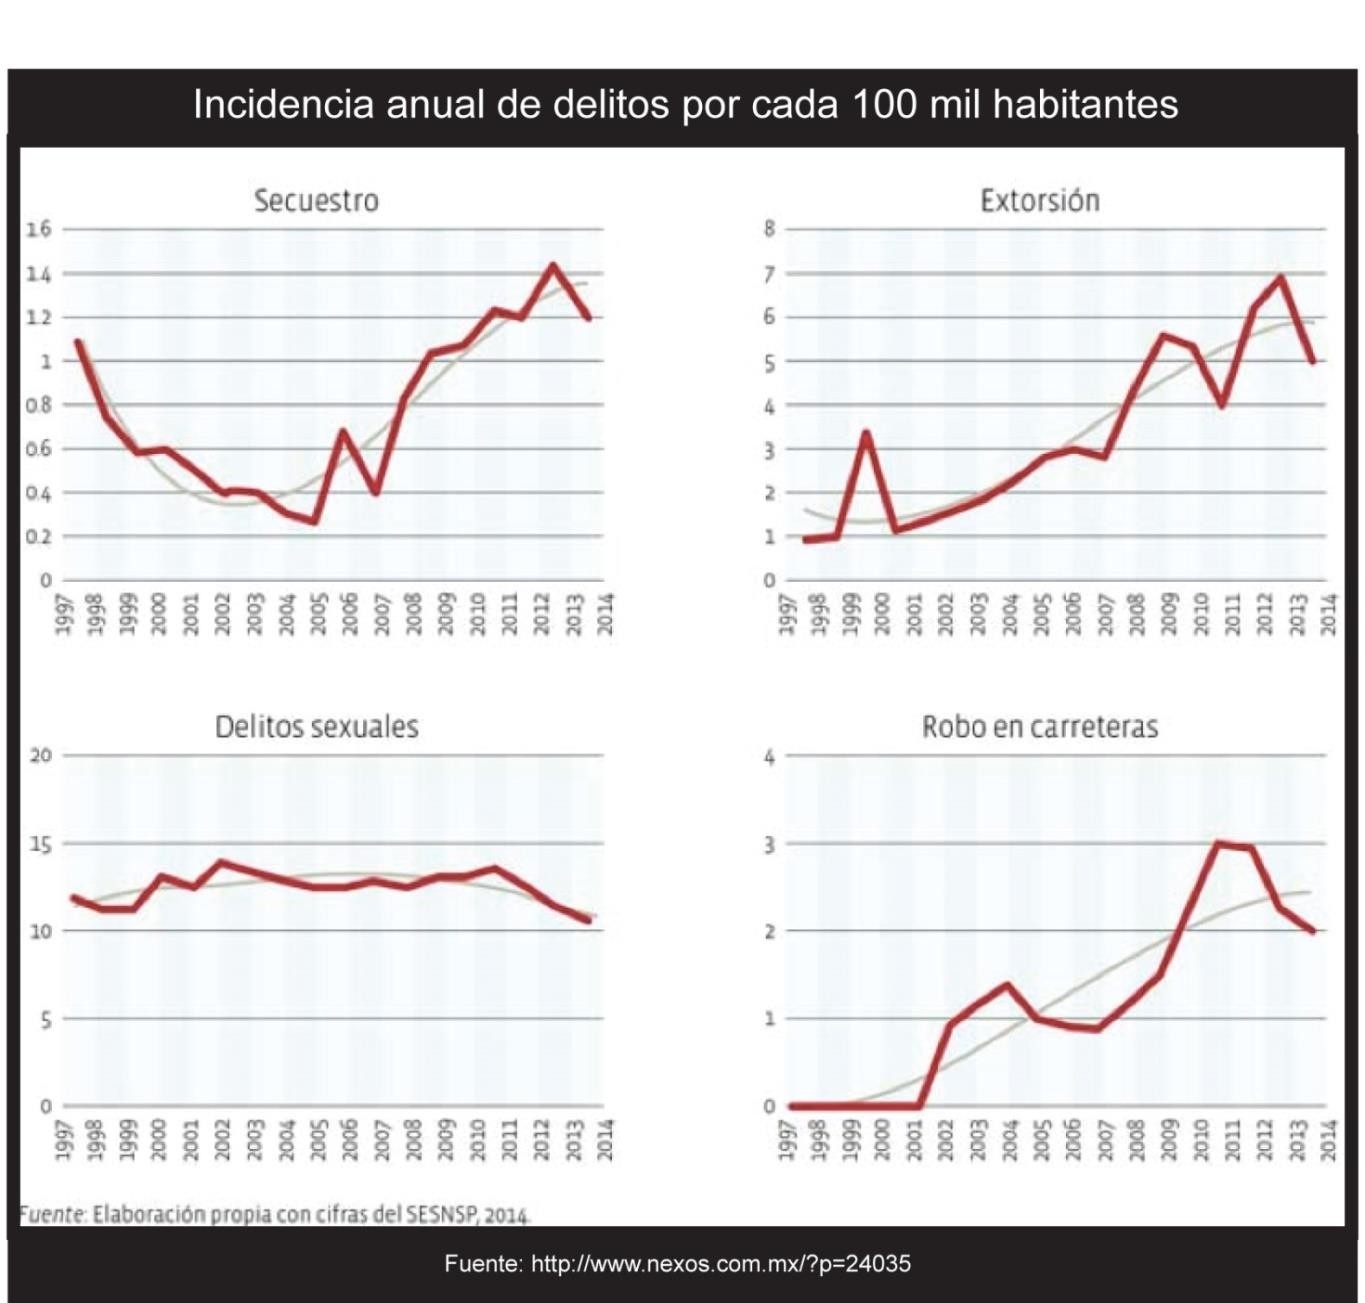 Incidencia anual de delitos por cada 100 mil habitantes
Secuestro
1.6
1.4
1.2
1
0.8
0.6
0.4
0.2
0
1997 1998 1999 2000 2001 2002 2003 2004 2005 2006 2007 2008 2009 2010 2011 2012 2013 2014
Extorsión
8
7
6
5
4
3
2
1
0
1997 1998 1999 2000 2001 2002 2003 2004 2005 2006 2007 2008 2009 2010 2011 2012 2013 2014
Delitos sexuales
20
15
10
5
0
1997 1998 1999 2000 2001 2002 2003 2004 2005 2006 2007 2008 2009 2010 2011 2012 2013 2014
Robo en carreteras
4
3
2
1
0
1997 1998 1999 2000 2001 2002 2003 2004 2005 2006 2007 2008 2009 2010 2011 2012 2013 2014
Fuente: Elaboración propia con cifras del SESNSP, 2014.
Fuente: http://www.nexos.com.mx/?p=24035